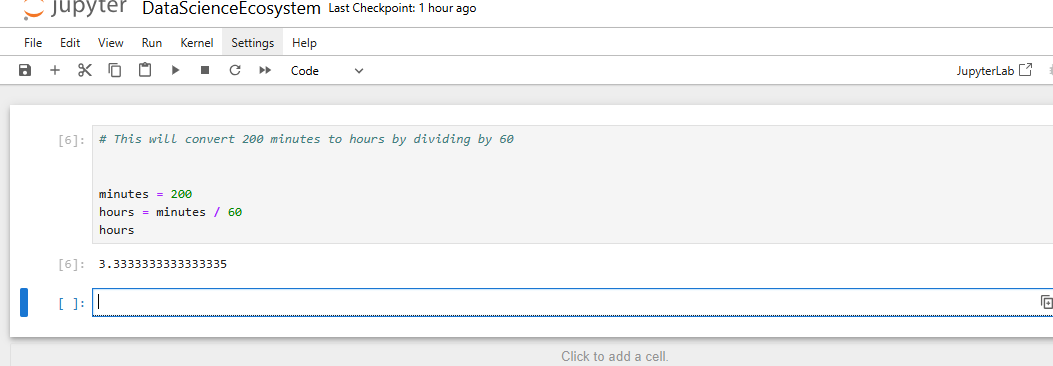 jupyter DataScienceEcosystem Last Checkpoint: 1 hour ago
File Edit View Run Kernel Settings Help
Code JupyterLab
[6]: # This will convert 200 minutes to hours by dividing by 60
minutes = 200
hours = minutes / 60
hours
[6]: 3.3333333333333335
[ ]:
Click to add a cell.